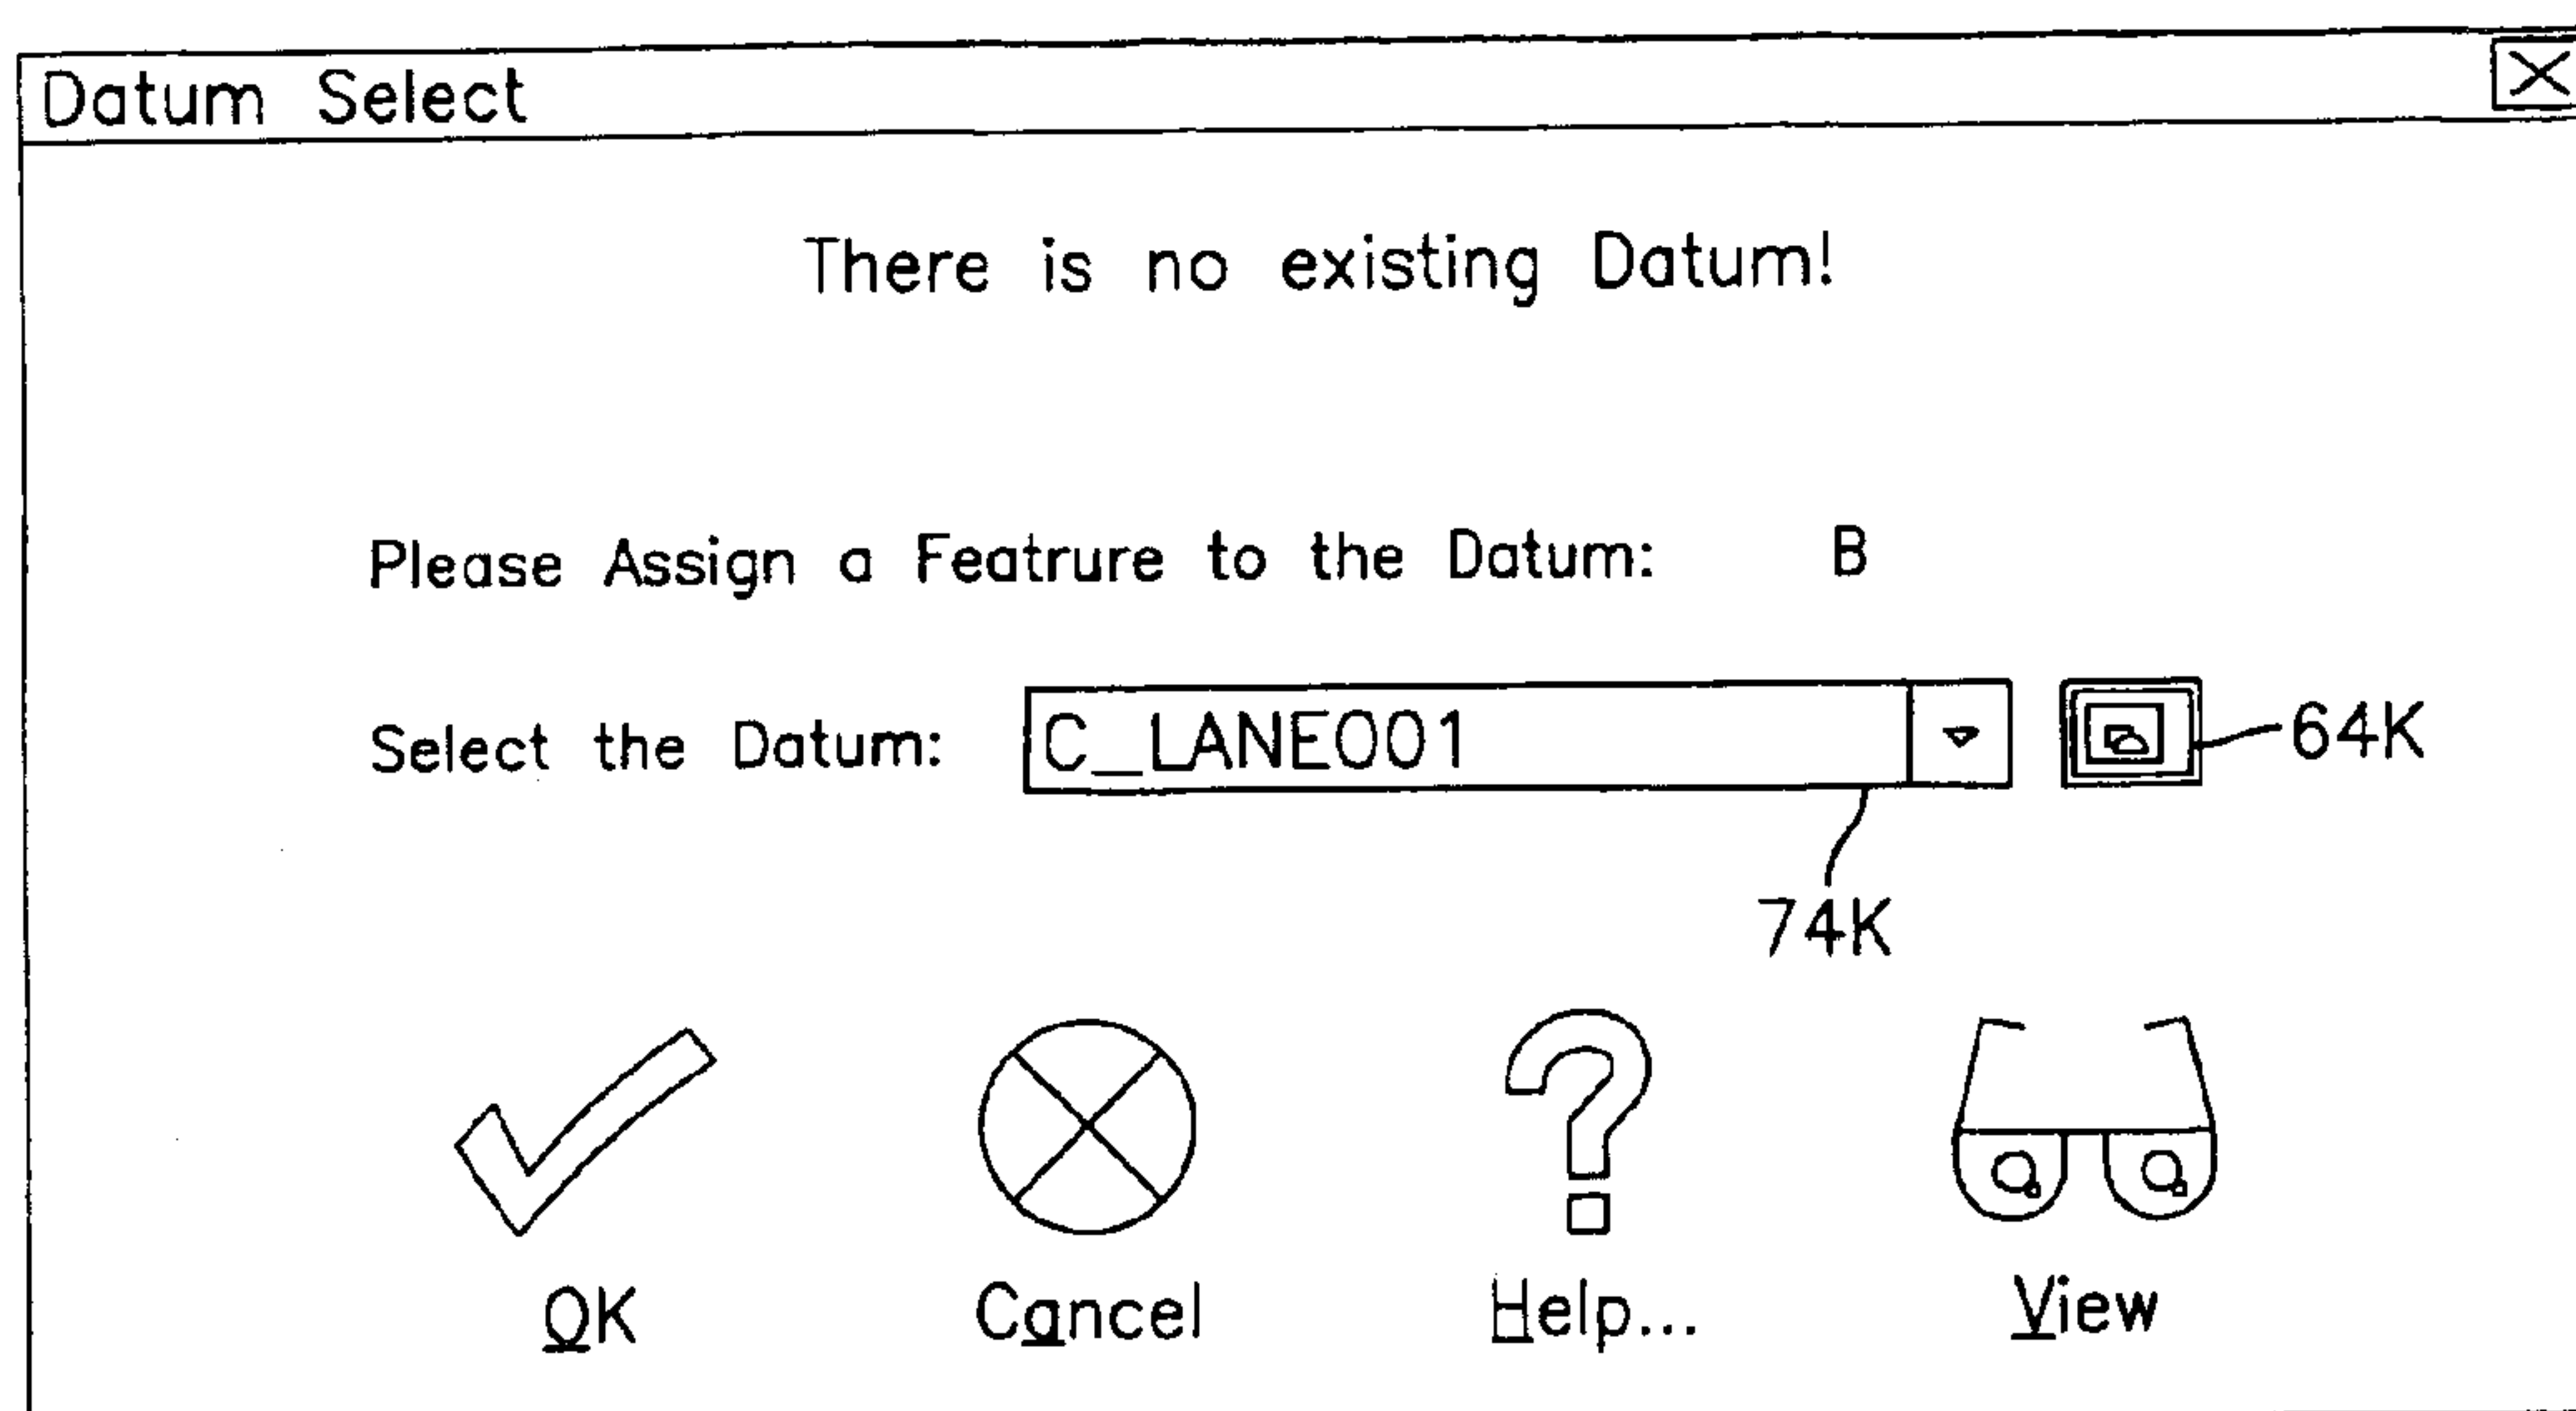 Datum Select
There is no existing Datum!
Please Assign a Featrure to the Datum: B
Select the Datum: C_LANE001 64K
74K
OK Cancel Help... View